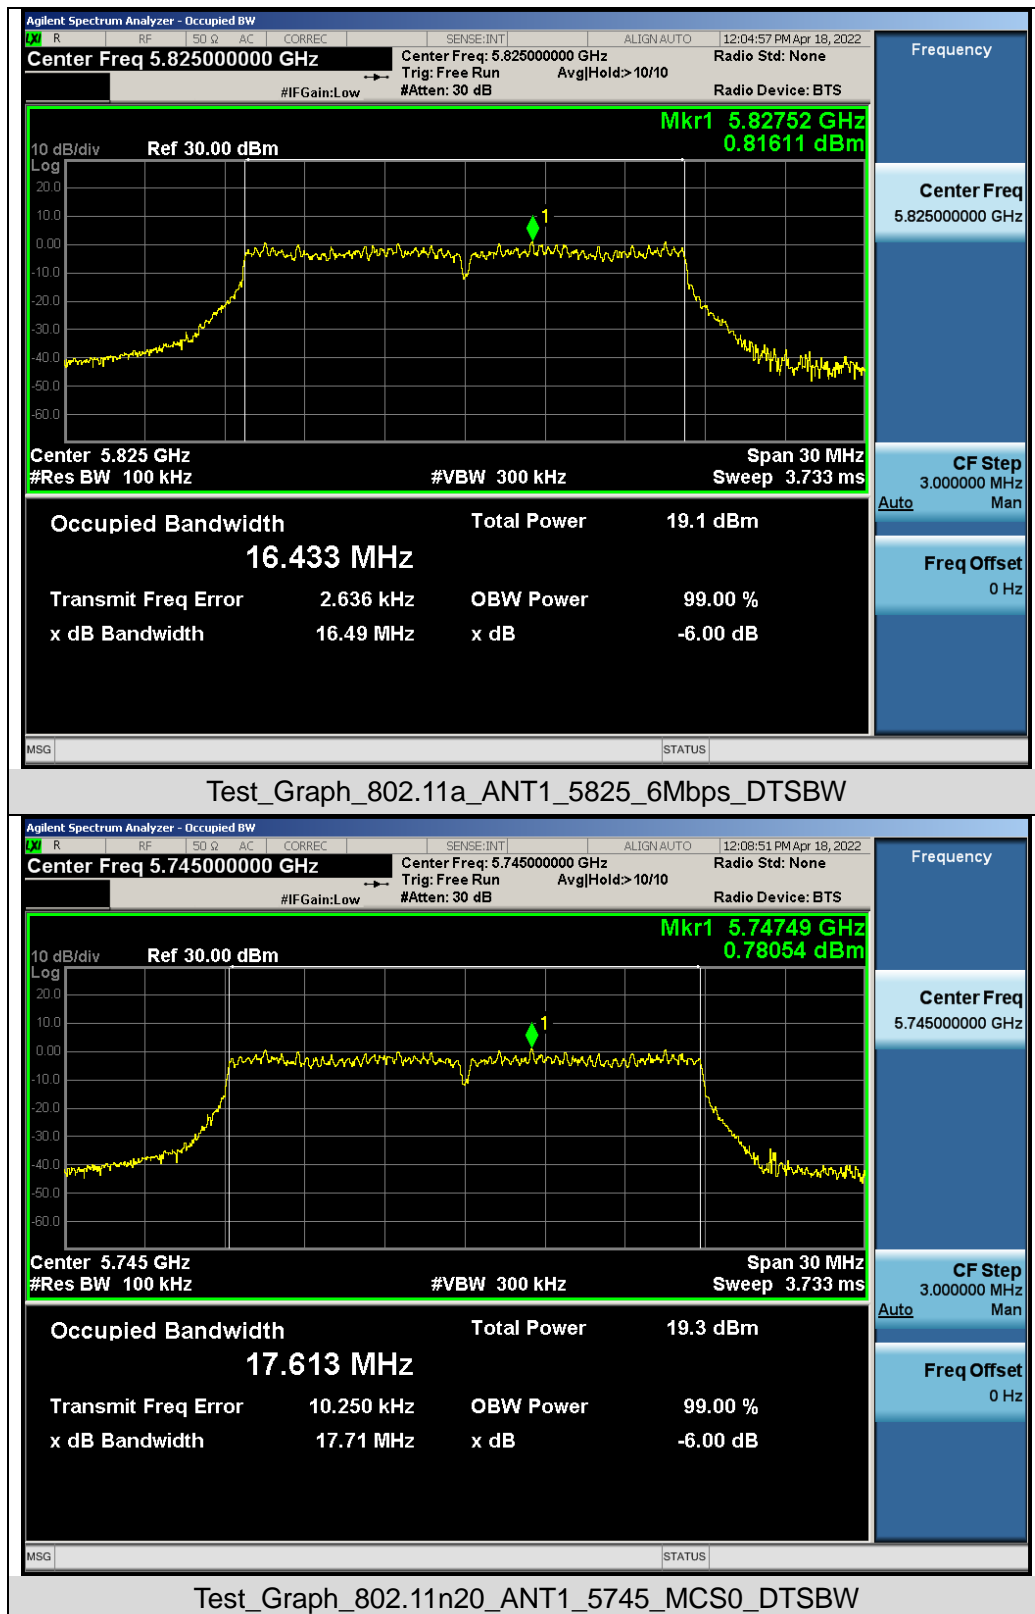 Agilent Spectrum Analyzer - Occupied BW
LXI R RF 50 Ω AC CORREC SENSE:INT ALIGN AUTO 12:04:57 PM Apr 18, 2022
Center Freq 5.825000000 GHz Center Freq: 5.825000000 GHz Radio Std: None
Trig: Free Run Avg|Hold:> 10/10
#IFGain:Low #Atten: 30 dB Radio Device: BTS
Frequency
Mkr1 5.82752 GHz
0.81611 dBm
10 dB/div Ref 30.00 dBm
Log
20.0
10.0
0.00
-10.0
-20.0
-30.0
-40.0
-50.0
-60.0
1
Center 5.825 GHz Span 30 MHz
#Res BW 100 kHz #VBW 300 kHz Sweep 3.733 ms
Center Freq
5.825000000 GHz
CF Step
3.000000 MHz
Auto Man
Freq Offset
0 Hz
Occupied Bandwidth Total Power 19.1 dBm
16.433 MHz
Transmit Freq Error 2.636 kHz OBW Power 99.00 %
x dB Bandwidth 16.49 MHz x dB -6.00 dB
MSG STATUS
Test_Graph_802.11a_ANT1_5825_6Mbps_DTSBW
Agilent Spectrum Analyzer - Occupied BW
LXI R RF 50 Ω AC CORREC SENSE:INT ALIGN AUTO 12:08:51 PM Apr 18, 2022
Center Freq 5.745000000 GHz Center Freq: 5.745000000 GHz Radio Std: None
Trig: Free Run Avg|Hold:> 10/10
#IFGain:Low #Atten: 30 dB Radio Device: BTS
Frequency
Mkr1 5.74749 GHz
0.78054 dBm
10 dB/div Ref 30.00 dBm
Log
20.0
10.0
0.00
-10.0
-20.0
-30.0
-40.0
-50.0
-60.0
1
Center 5.745 GHz Span 30 MHz
#Res BW 100 kHz #VBW 300 kHz Sweep 3.733 ms
Center Freq
5.745000000 GHz
CF Step
3.000000 MHz
Auto Man
Freq Offset
0 Hz
Occupied Bandwidth Total Power 19.3 dBm
17.613 MHz
Transmit Freq Error 10.250 kHz OBW Power 99.00 %
x dB Bandwidth 17.71 MHz x dB -6.00 dB
MSG STATUS
Test_Graph_802.11n20_ANT1_5745_MCS0_DTSBW